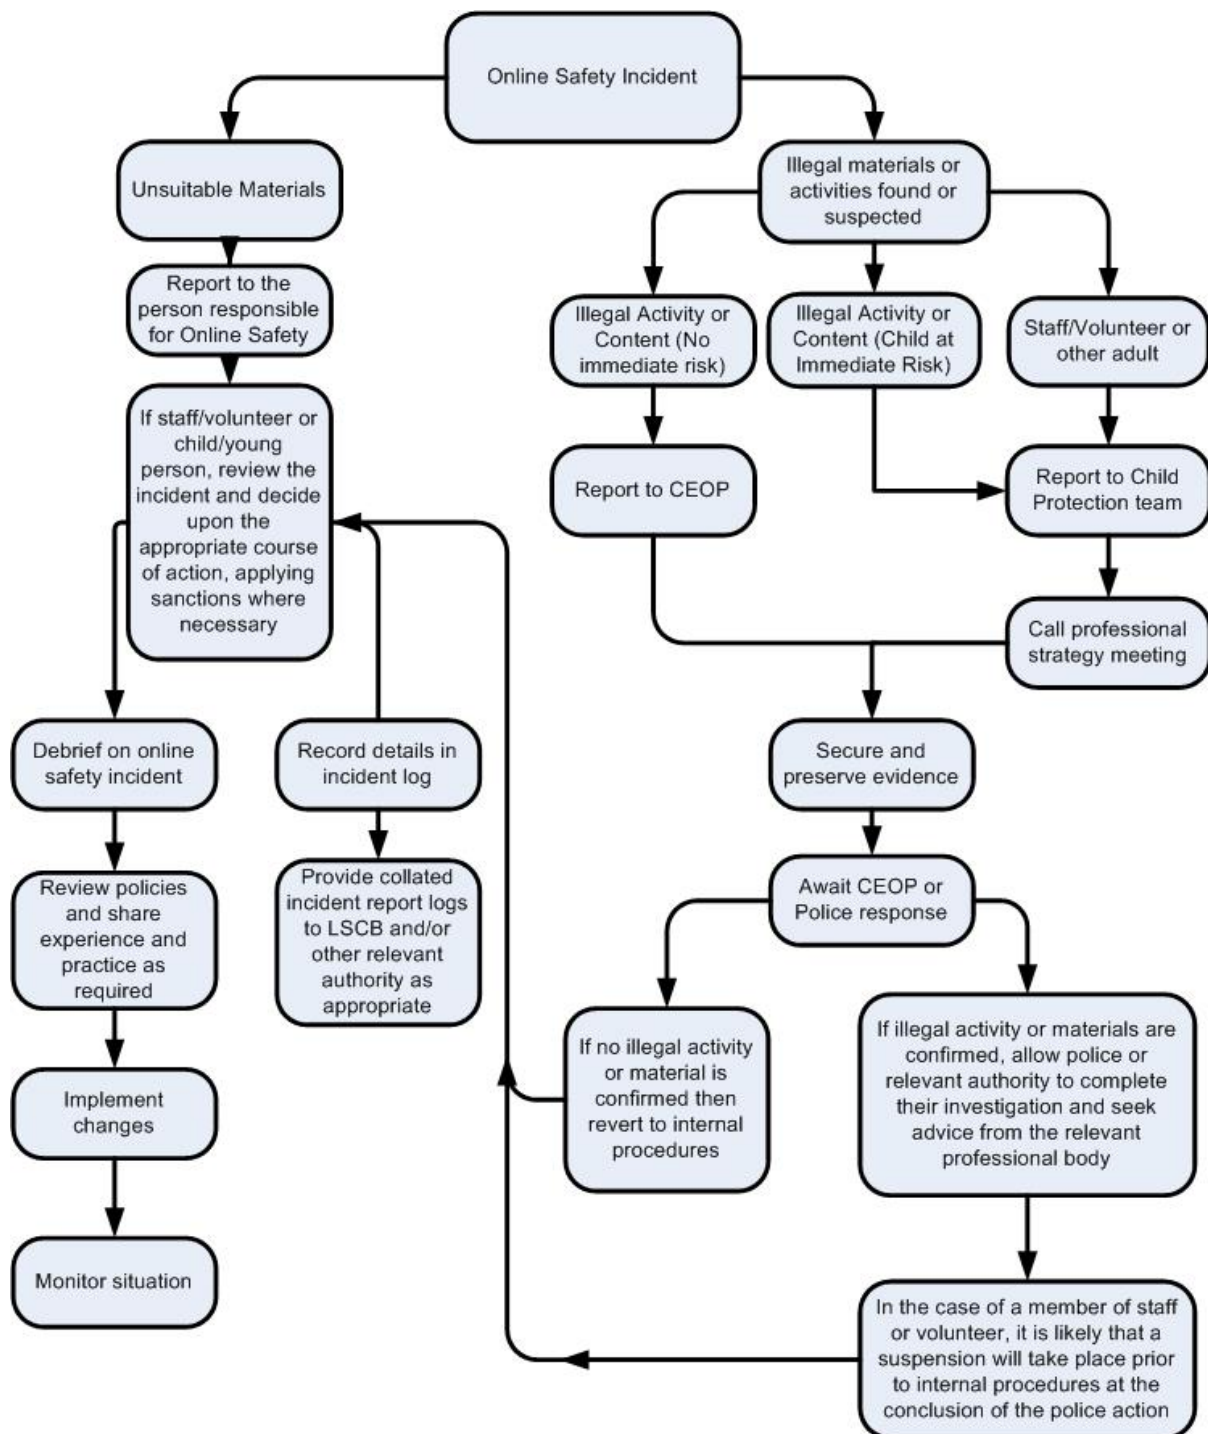 Online Safety Incident
Unsuitable Materials
Illegal materials or
activities found or
suspected
Report to the
person responsible
for Online Safety
Illegal Activity or
Content (No
immediate risk)
Illegal Activity or
Content (Child at
Immediate Risk)
Staff/Volunteer or
other adult
If staff/volunteer or
child/young
person, review the
incident and decide
upon the
appropriate course
of action, applying
sanctions where
necessary
Report to CEOP
Report to Child
Protection team
Call professional
strategy meeting
Debrief on online
safety incident
Record details in
incident log
Secure and
preserve evidence
Review policies
and share
experience and
practice as
required
Provide collated
incident report logs
to LSCB and/or
other relevant
authority as
appropriate
Await CEOP or
Police response
If no illegal activity
or material is
confirmed then
revert to internal
procedures
If illegal activity or materials are
confirmed, allow police or
relevant authority to complete
their investigation and seek
advice from the relevant
professional body
Implement
changes
Monitor situation
In the case of a member of staff
or volunteer, it is likely that a
suspension will take place prior
to internal procedures at the
conclusion of the police action